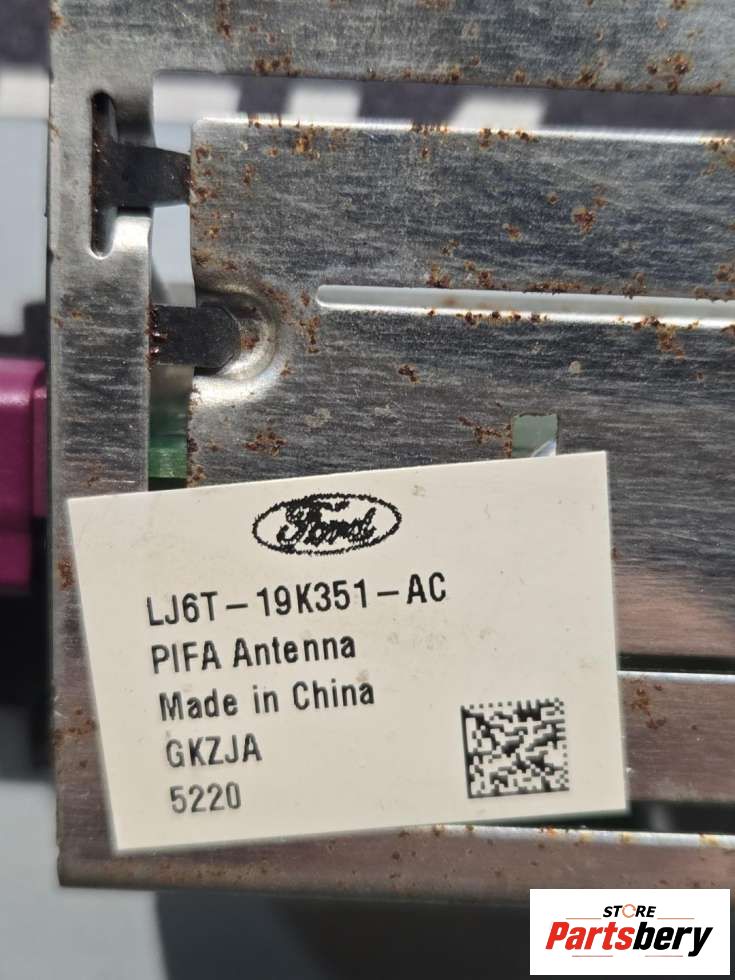 Ford
LJ6T-19K351-AC
PIFA Antenna
Made in China
GKZJA
5220
STORE
Partsbery